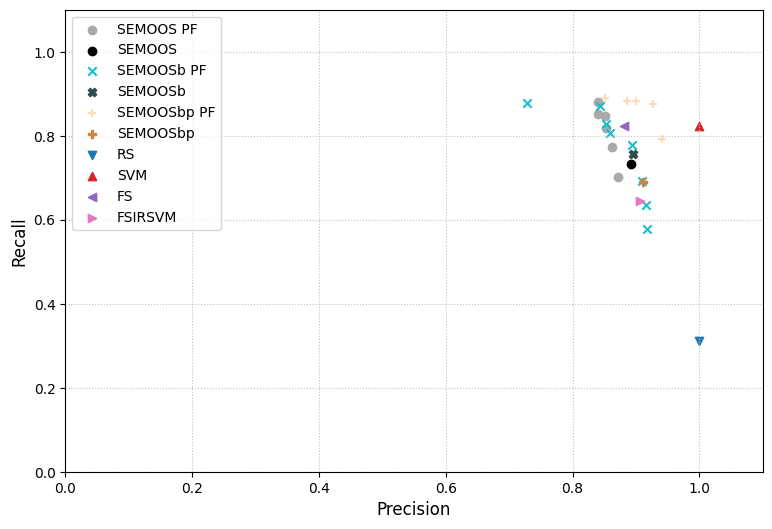 SEMOOS PF
SEMOOS
SEMOOSb PF
SEMOOSb
SEMOOSbp PF
SEMOOSbp
RS
SVM
FS
FSIRSVM
1.0
0.8
0.6
0.4
0.2
0.0
Recall
0.0 0.2 0.4 0.6 0.8 1.0
Precision